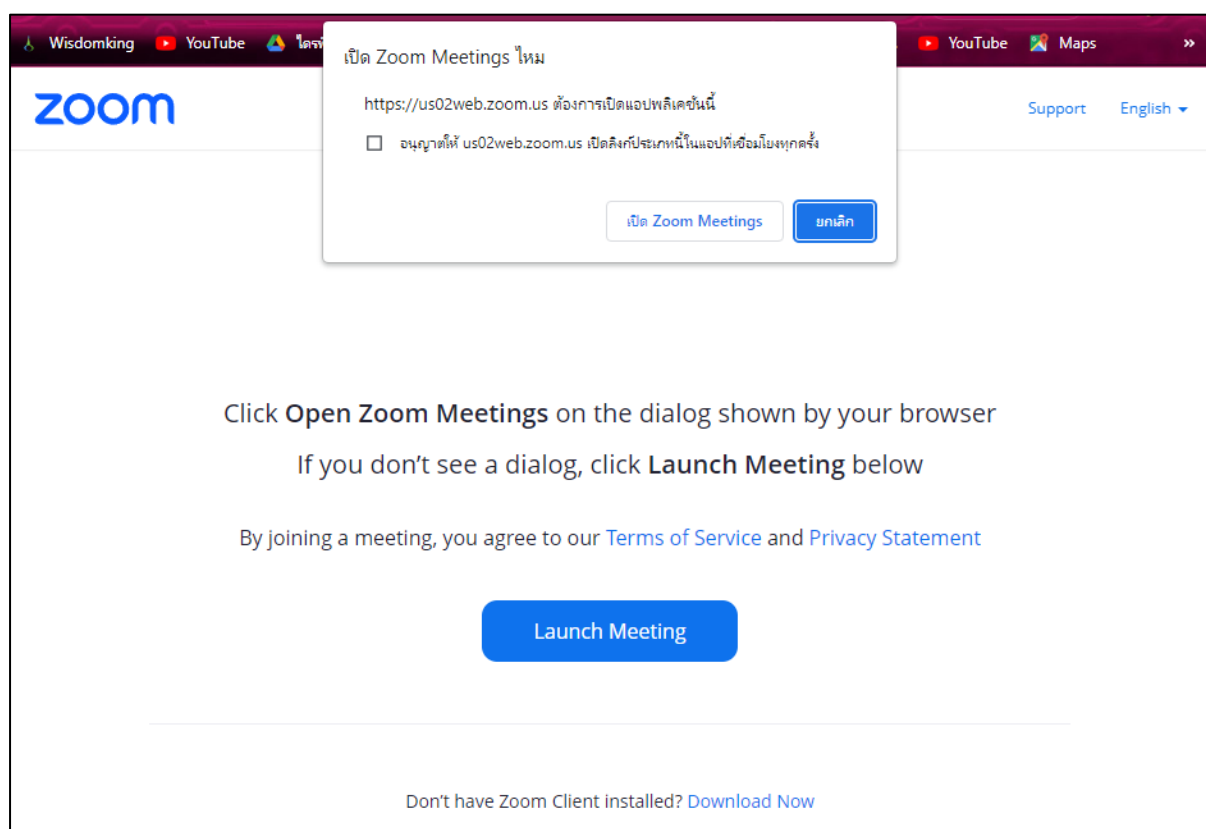 Wisdomking YouTube YouTube Maps »
เปิด Zoom Meetings ไหม
https://us02web.zoom.us ต้องการเปิดแอปพลิเคชันนี้
อนุญาตให้ us02web.zoom.us เปิดลิงก์ประเภทนี้ในแอปที่เชื่อมโยงทุกครั้ง
เปิด Zoom Meetings ยกเลิก
zoom Support English
Click Open Zoom Meetings on the dialog shown by your browser
If you don’t see a dialog, click Launch Meeting below
By joining a meeting, you agree to our Terms of Service and Privacy Statement
Launch Meeting
Don’t have Zoom Client installed? Download Now